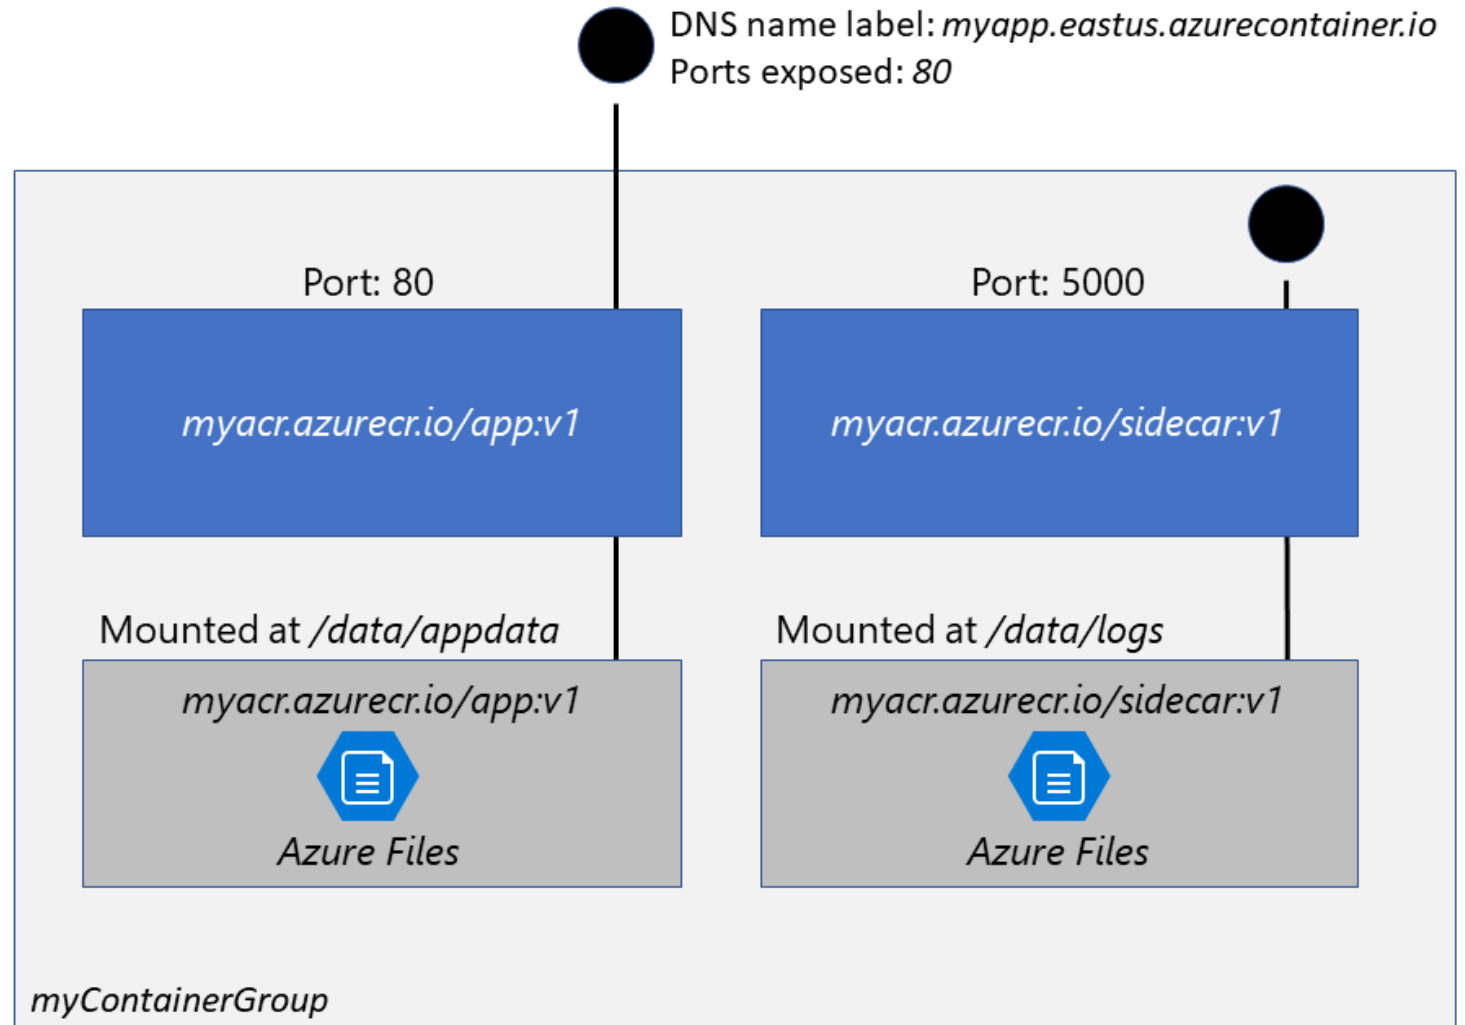 DNS name label: myapp.eastus.azurecontainer.io
Ports exposed: 80
Port: 80
Port: 5000
myacr.azurecr.io/app:v1
myacr.azurecr.io/sidecar:v1
Mounted at /data/appdata
Mounted at /data/logs
myacr.azurecr.io/app:v1
myacr.azurecr.io/sidecar:v1
Azure Files
Azure Files
myContainerGroup